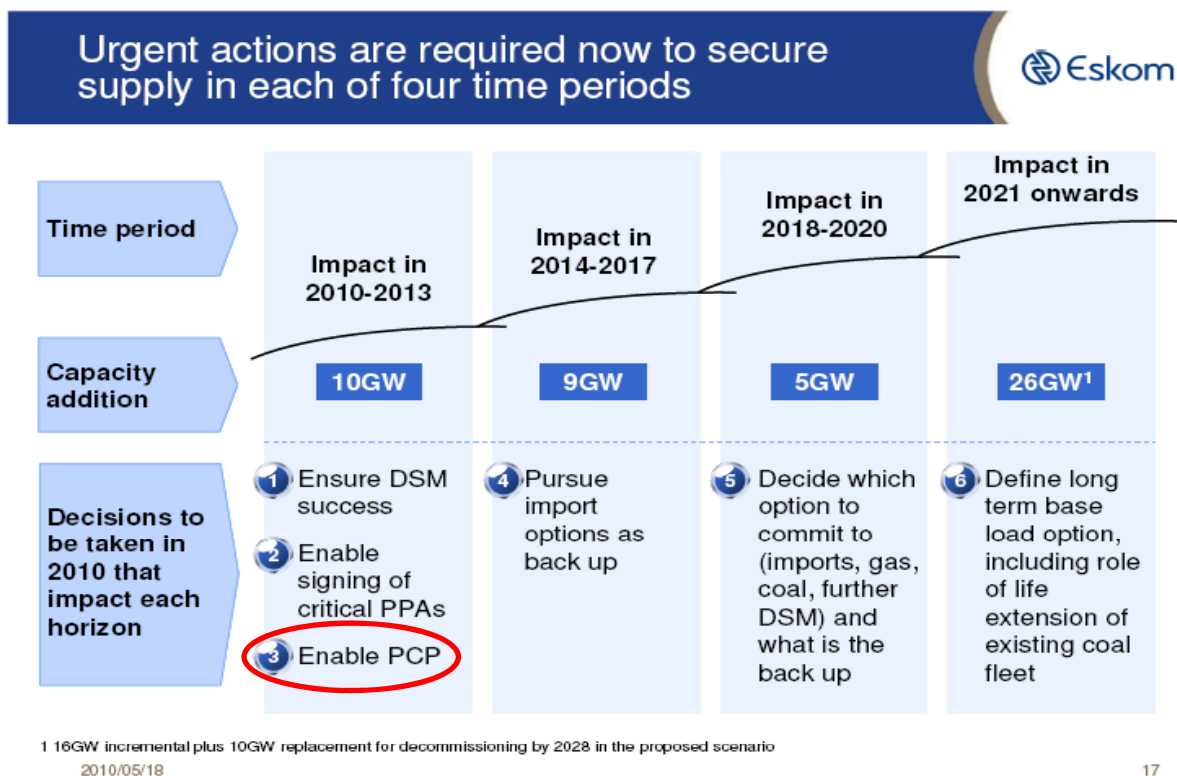 Urgent actions are required now to secure
supply in each of four time periods
Eskom
Time period
Impact in
2010-2013
Impact in
2014-2017
Impact in
2018-2020
Impact in
2021 onwards
Capacity
addition
10GW
9GW
5GW
26GW¹
Decisions to
be taken in
2010 that
impact each
horizon
1 Ensure DSM
success
2 Enable
signing of
critical PPAs
3 Enable PCP
4 Pursue
import
options as
back up
5 Decide which
option to
commit to
(imports, gas,
coal, further
DSM) and
what is the
back up
6 Define long
term base
load option,
including role
of life
extension of
existing coal
fleet
1 16GW incremental plus 10GW replacement for decommissioning by 2028 in the proposed scenario
2010/05/18
17